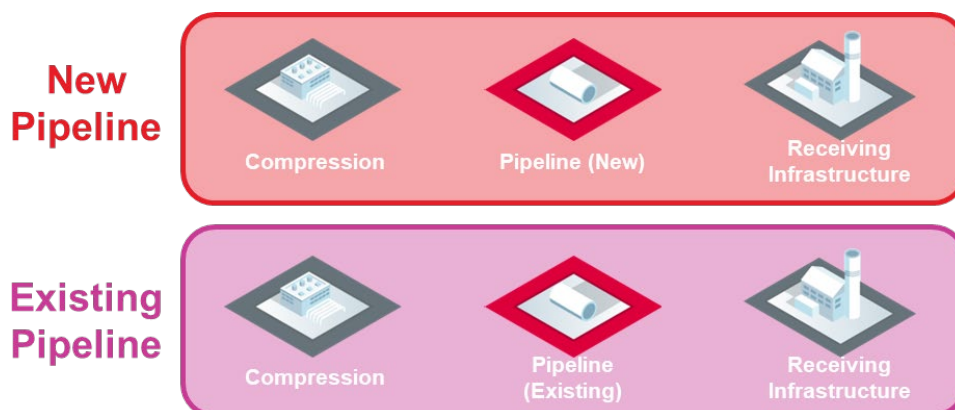 New
Pipeline
Compression
Pipeline (New)
Receiving
Infrastructure
Existing
Pipeline
Compression
Pipeline
(Existing)
Receiving
Infrastructure